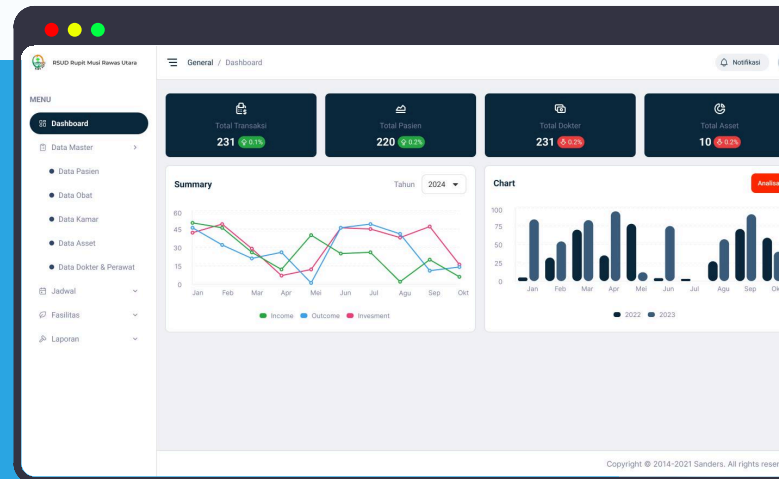 RSUD Rupit Musi Rawas Utara
General / Dashboard
Notifikasi
MENU
Dashboard
Data Master
Data Pasien
Data Obat
Data Kamar
Data Asset
Data Dokter & Perawat
Jadwal
Fasilitas
Laporan
Total Transaksi
231 0.1%
Total Pasien
220 0.2%
Total Dokter
231 0.2%
Total Asset
10 0.2%
Summary
Tahun 2024
60
45
30
15
0
Jan Feb Mar Apr Mei Jun Jul Agu Sep Okt
Income Outcome Invesment
Chart
Analisa
100
75
50
25
0
Jan Feb Mar Apr Mei Jun Jul Agu Sep Ok
2022 2023
Copyright © 2014-2021 Sanders. All rights reser